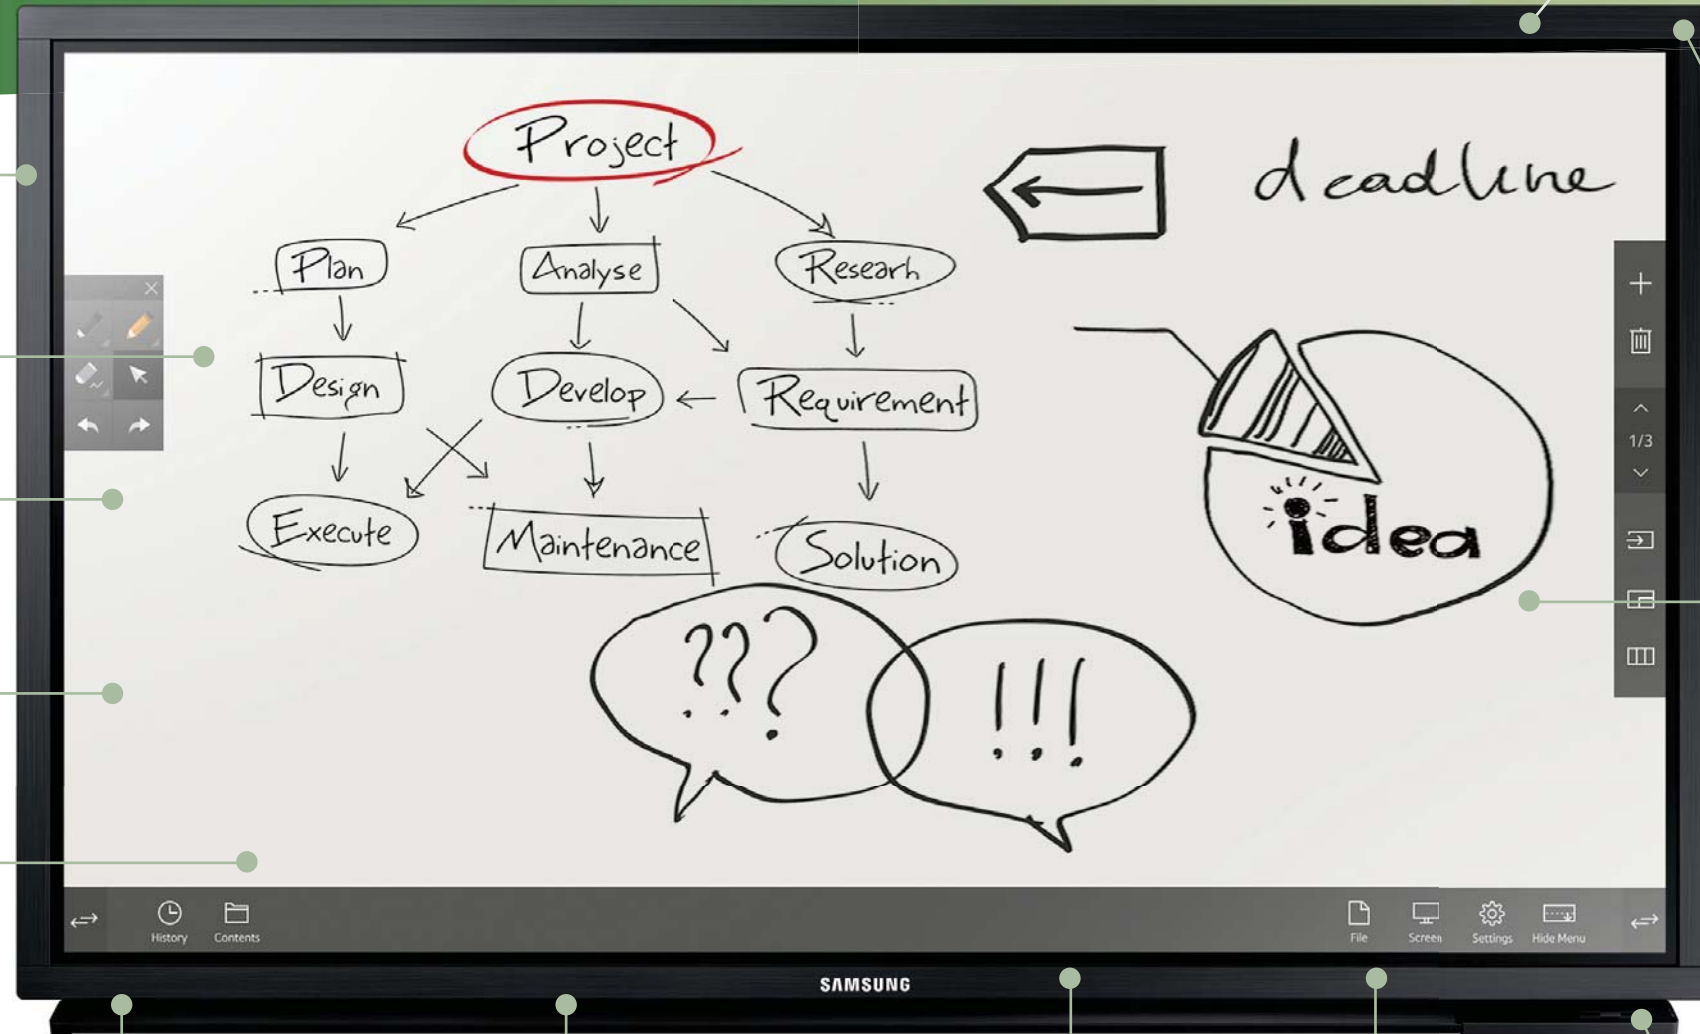 Project
deadline
Plan
Analyse
Researh
Design
Develop
Requirement
1/3
idea
Execute
Maintenance
Solution
???
!!!
History
Contents
File
Screen
Settings
Hide Menu
SAMSUNG